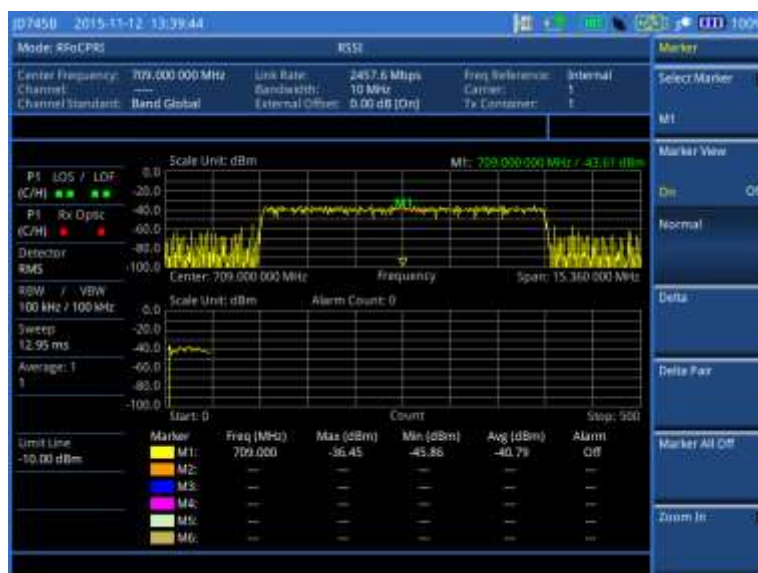 JD745B 2015-11-12 13:39:44
100%
Mode: RFoCPRI RSSI Marker
Center Frequency: 709.000 000 MHz Link Rate: 2457.6 Mbps Freq Reference: Internal
Channel: ---- Bandwidth: 10 MHz Carrier: 1
Channel Standard: Band Global External Offset: 0.00 dB [On] Tx Container: 1
Select Marker
M1
Marker View
On
Normal
Delta
Delta Pair
Marker All Off
Zoom In
P1 LOS / LOF
(C/H)
P1 Rx Optic
(C/H)
Detector
RMS
RBW / VBW
100 kHz / 100 kHz
Sweep
12.95 ms
Average: 1
1
Limit Line
-10.00 dBm
Scale Unit: dBm M1: 709.000 000 MHz / -43.61 dBm
0.0
-20.0
-40.0
-60.0
-80.0
-100.0
M1
Center: 709.000 000 MHz Frequency Span: 15.360 000 MHz
Scale Unit: dBm Alarm Count: 0
0.0
-20.0
-40.0
-60.0
-80.0
-100.0
Start: 0 Count Stop: 500
Marker Freq (MHz) Max (dBm) Min (dBm) Avg (dBm) Alarm
M1: 709.000 -36.45 -45.86 -40.79 Off
M2: --- --- --- --- ---
M3: --- --- --- --- ---
M4: --- --- --- --- ---
M5: --- --- --- --- ---
M6: --- --- --- --- ---